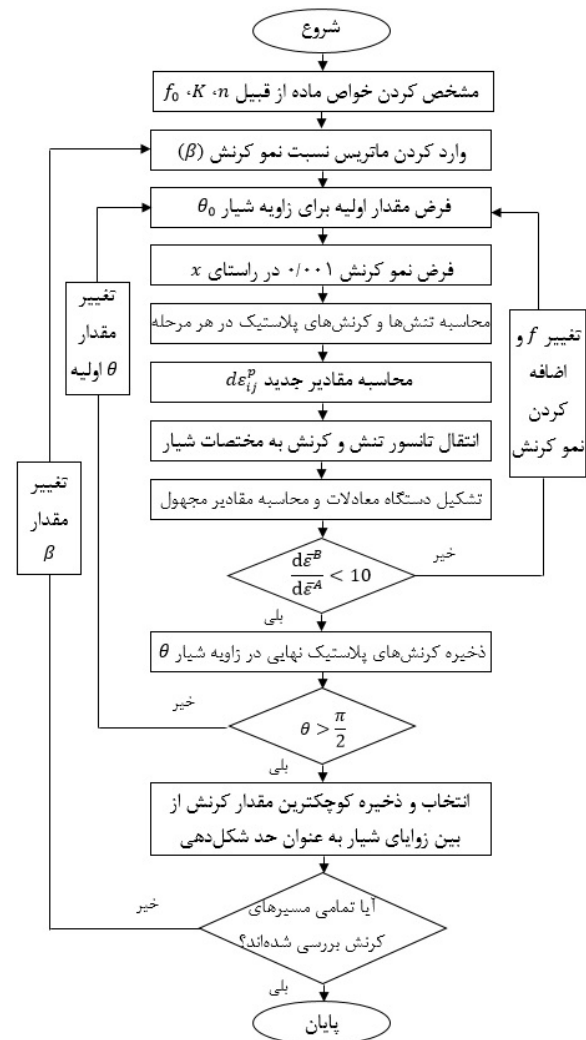 شروع
مشخص کردن خواص ماده از قبیل f₀ ،K ،n
وارد کردن ماتریس نسبت نمو کرنش (β)
فرض مقدار اولیه برای زاویه شیار θ₀
فرض نمو کرنش ۰/۰۰۱ در راستای x
محاسبه تنش‌ها و کرنش‌های پلاستیک در هر مرحله
محاسبه مقادیر جدید dε_{ij}^{p}
انتقال تانسور تنش و کرنش به مختصات شیار
تشکیل دستگاه معادلات و محاسبه مقادیر مجهول
dε̄^B / dε̄^A < 10
خیر
تغییر f و
اضافه
کردن
نمو کرنش
بلی
ذخیره کرنش‌های پلاستیک نهایی در زاویه شیار θ
θ > π/2
خیر
تغییر
مقدار
θ اولیه
بلی
انتخاب و ذخیره کوچکترین مقدار کرنش از
بین زوایای شیار به عنوان حد شکل‌دهی
آیا تمامی مسیرهای
کرنش بررسی شده‌اند؟
خیر
تغییر
مقدار
β
بلی
پایان